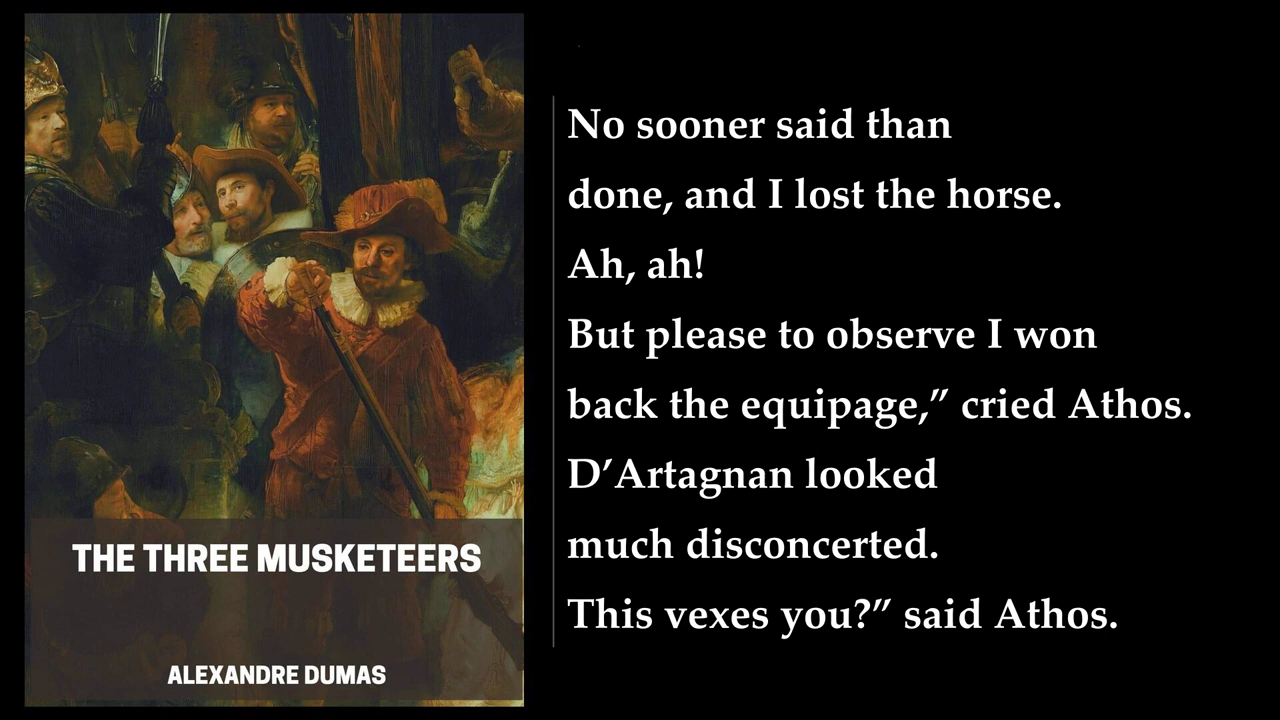 THE THREE MUSKETEERS
ALEXANDRE DUMAS
No sooner said than
done, and I lost the horse.
Ah, ah!
But please to observe I won
back the equipage,” cried Athos.
D’Artagnan looked
much disconcerted.
This vexes you?” said Athos.